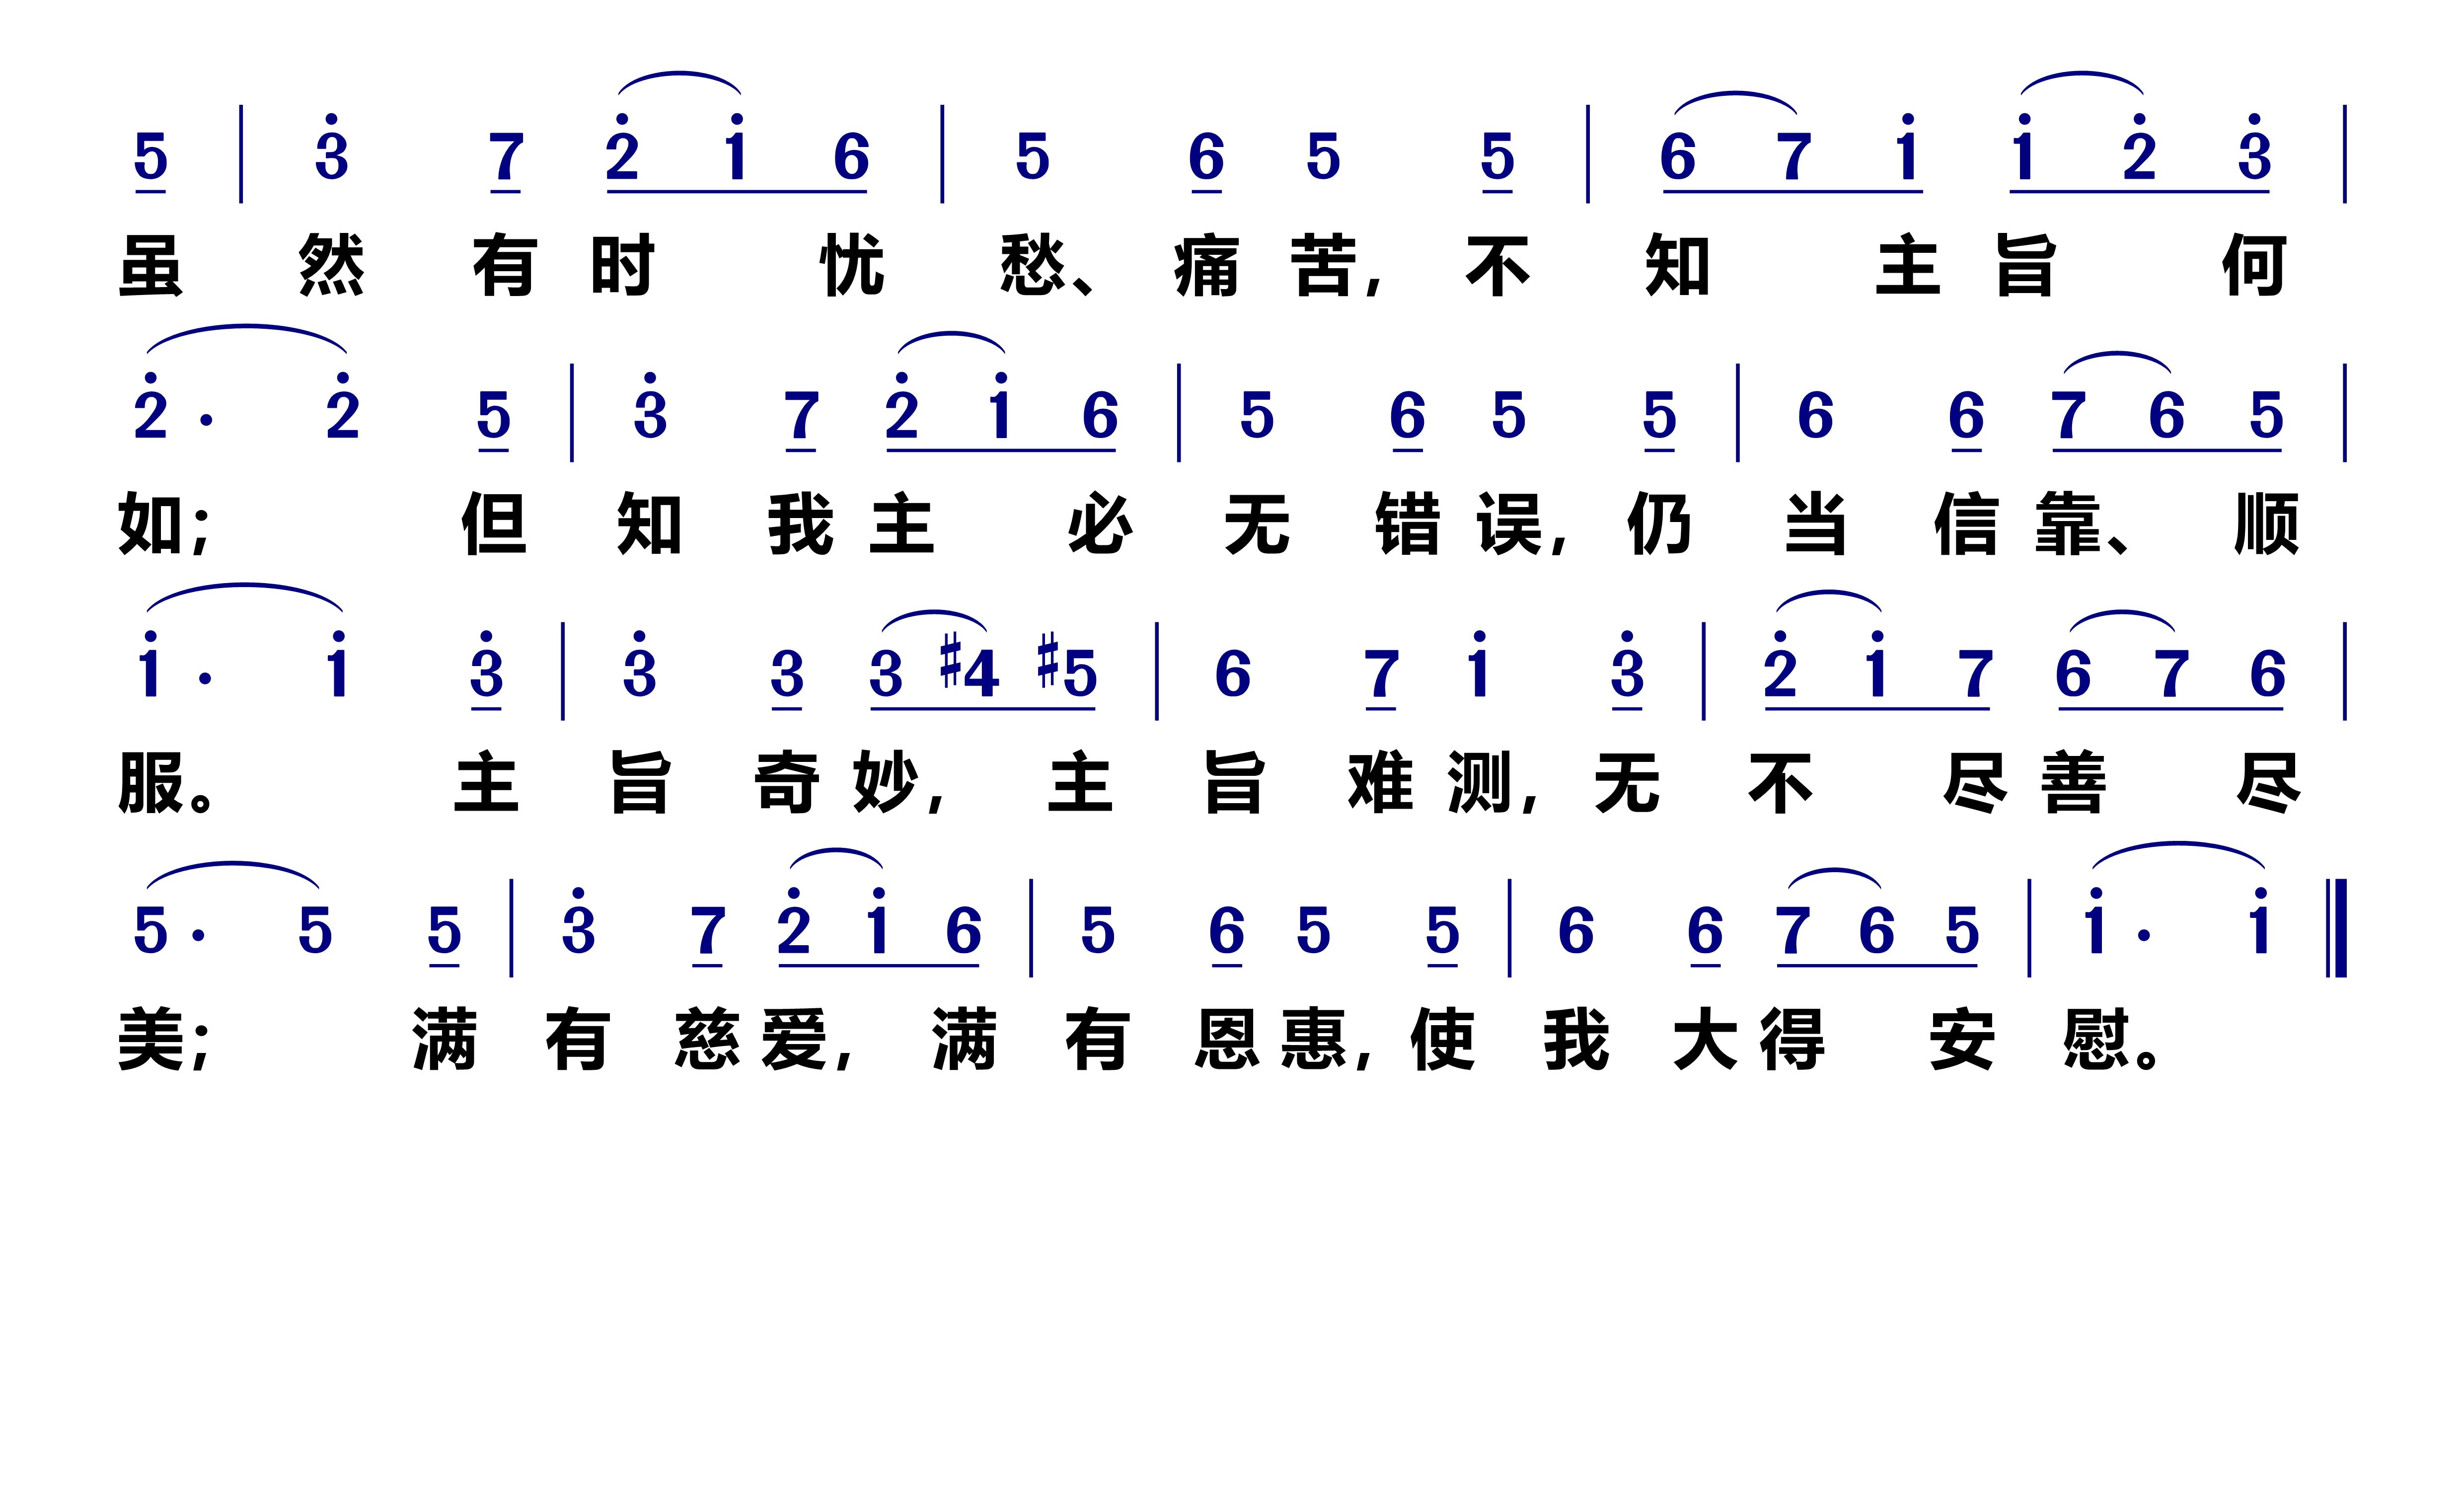 5 | 3 7 2 1 6 | 5 6 5 5 | 6 7 1 1 2 3 |
虽然有时忧愁、痛苦,不知主旨何
2· 2 5 | 3 7 2 1 6 | 5 6 5 5 | 6 6 7 6 5 |
如;但知我主必无错误,仍当信靠、顺
1· 1 3 | 3 3 3 #4 #5 | 6 7 1 3 | 2 1 7 6 7 6 |
服。主旨奇妙,主旨难测,无不尽善尽
5· 5 5 | 3 7 2 1 6 | 5 6 5 5 | 6 6 7 6 5 | 1· 1
美;满有慈爱,满有恩惠,使我大得安慰。